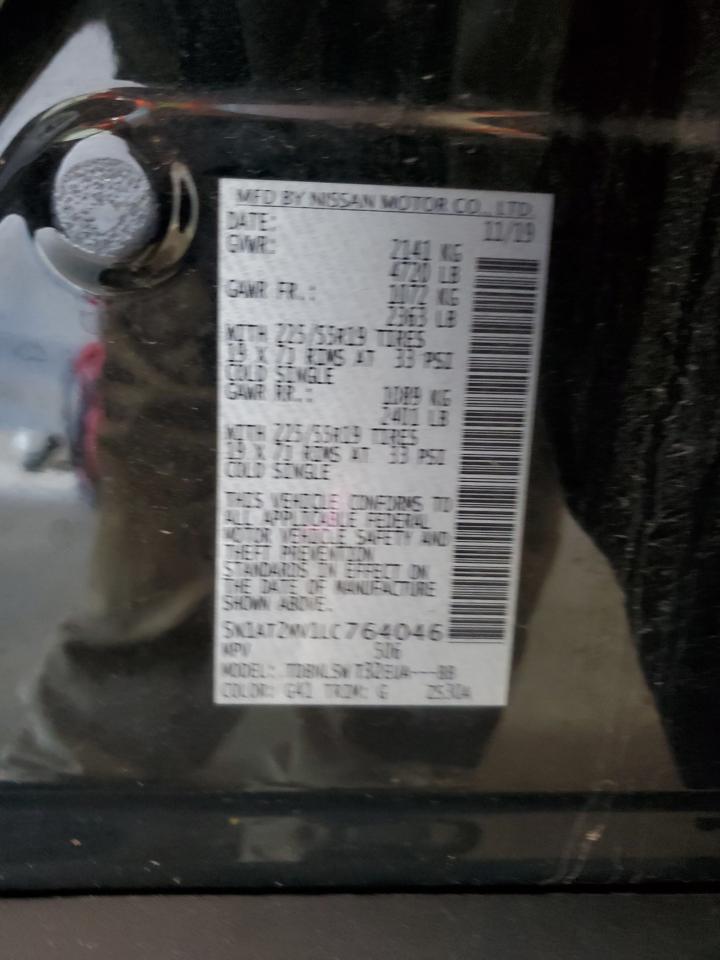 MFD BY NISSAN MOTOR CO., LTD.
DATE: 11/19
GVWR: 2141 KG
4720 LB
GAWR FR.: 1072 KG
2363 LB
WITH 225/55R19 TIRES
19 X 7J RIMS AT 33 PSI
COLD SINGLE
GAWR RR.: 1089 KG
2401 LB
WITH 225/55R19 TIRES
19 X 7J RIMS AT 33 PSI
COLD SINGLE
THIS VEHICLE CONFORMS TO
ALL APPLICABLE FEDERAL
MOTOR VEHICLE SAFETY AND
THEFT PREVENTION
STANDARDS IN EFFECT ON
THE DATE OF MANUFACTURE
SHOWN ABOVE.
5N1AT2MV1LC764046
MPV 506
MODEL:
COLOR: G41 TRIM: G